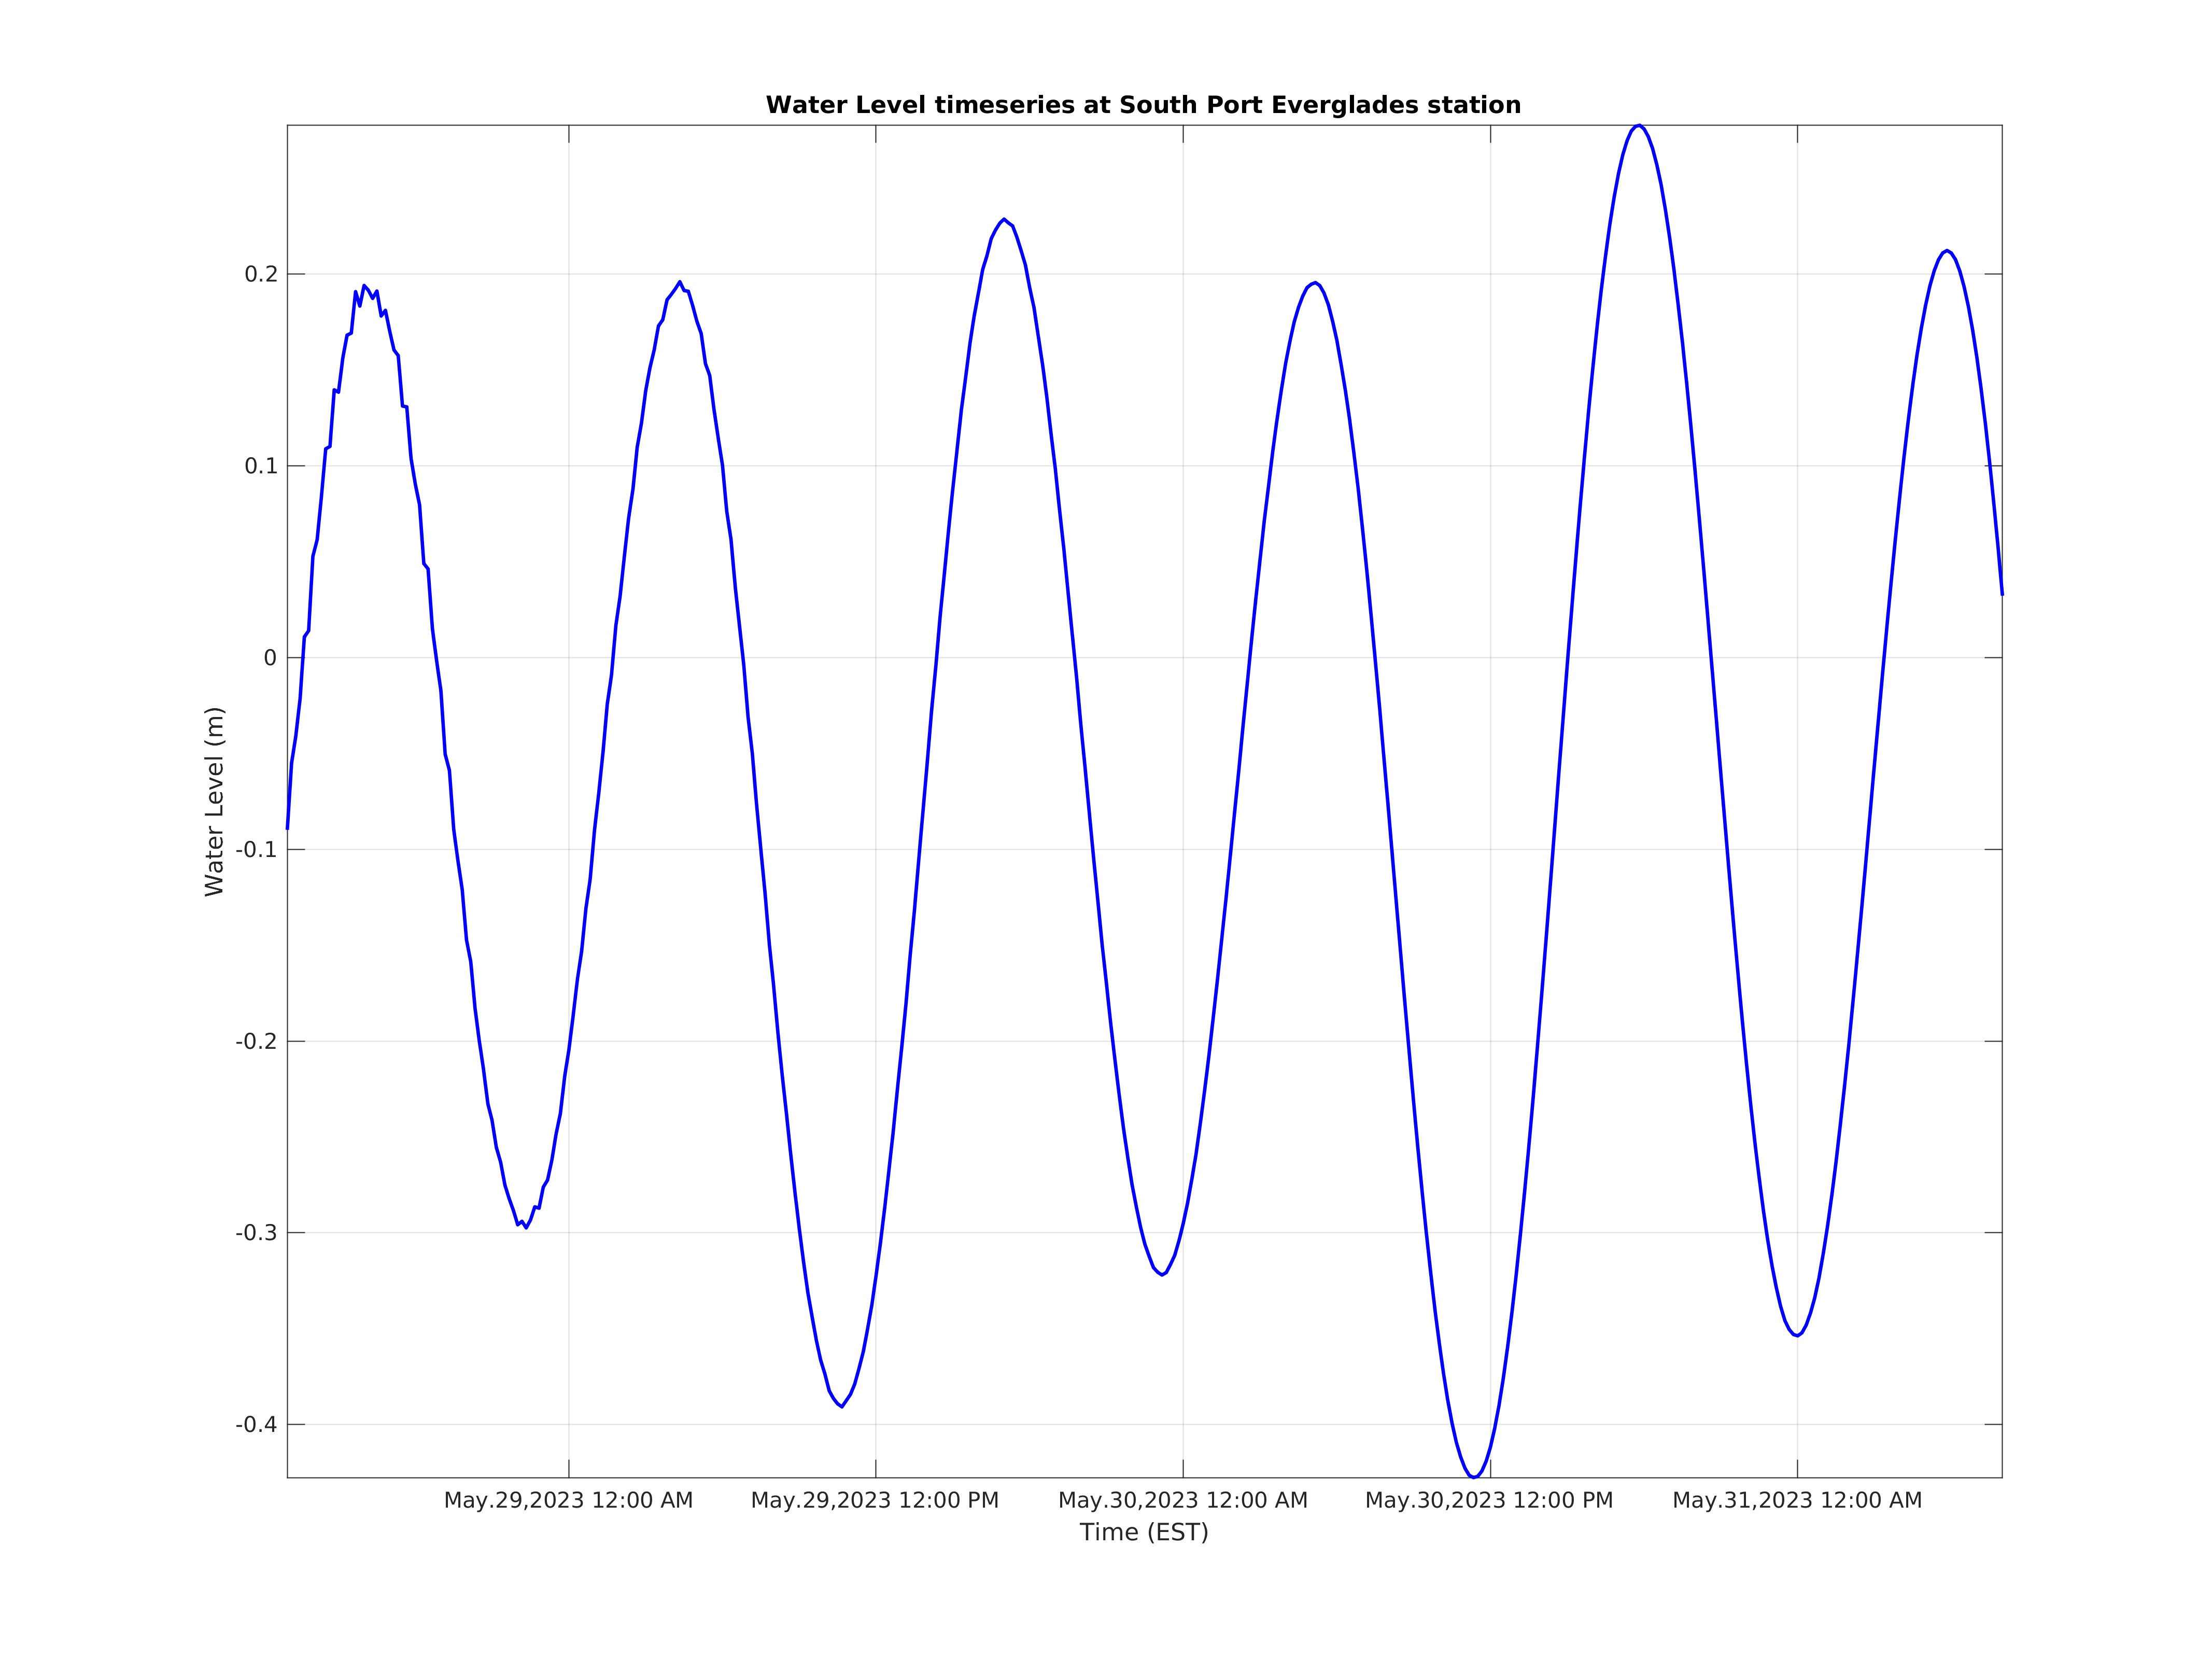 Water Level timeseries at South Port Everglades station
0.2
0.1
0
-0.1
-0.2
-0.3
-0.4
Water Level (m)
May.29,2023 12:00 AM
May.29,2023 12:00 PM
May.30,2023 12:00 AM
May.30,2023 12:00 PM
May.31,2023 12:00 AM
Time (EST)